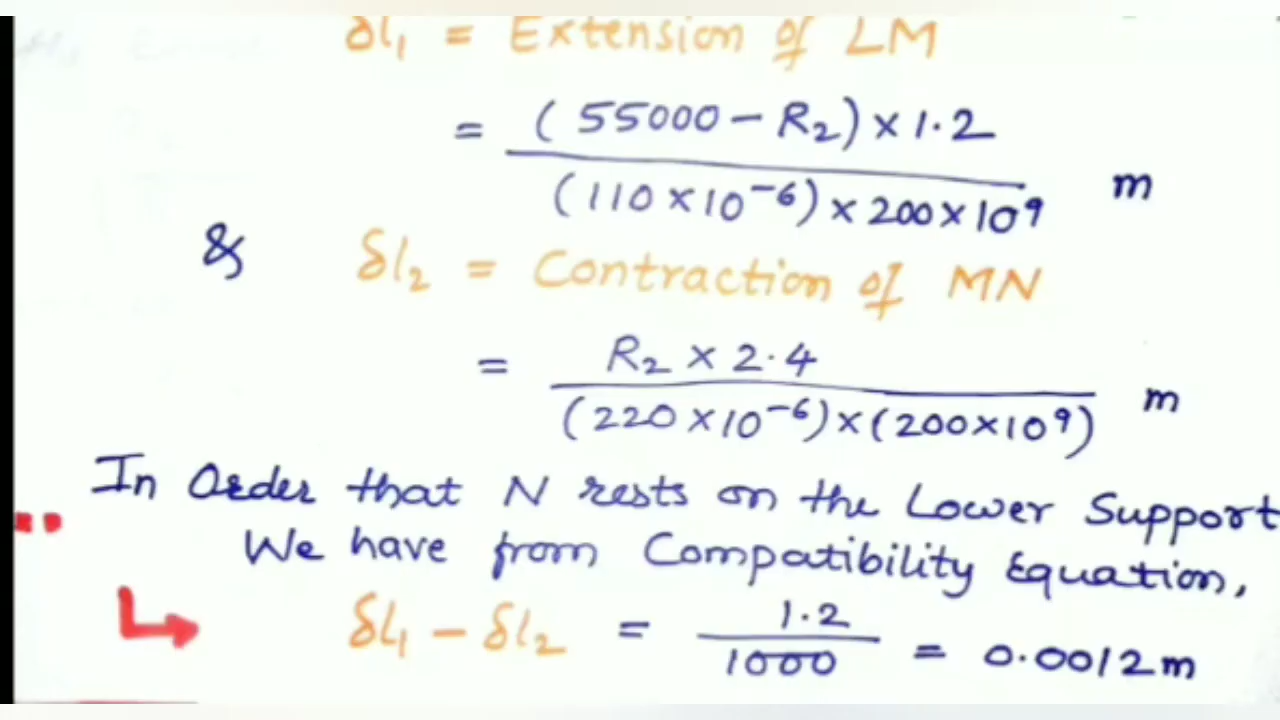 δl₁ = Extension of LM
= (55000 - R₂) × 1.2 / (110 × 10⁻⁶) × 200 × 10⁹ m
& δl₂ = Contraction of MN
= R₂ × 2.4 / (220 × 10⁻⁶) × (200 × 10⁹) m
In Order that N rests on the Lower Support
We have from Compatibility Equation,
δl₁ - δl₂ = 1.2 / 1000 = 0.0012 m